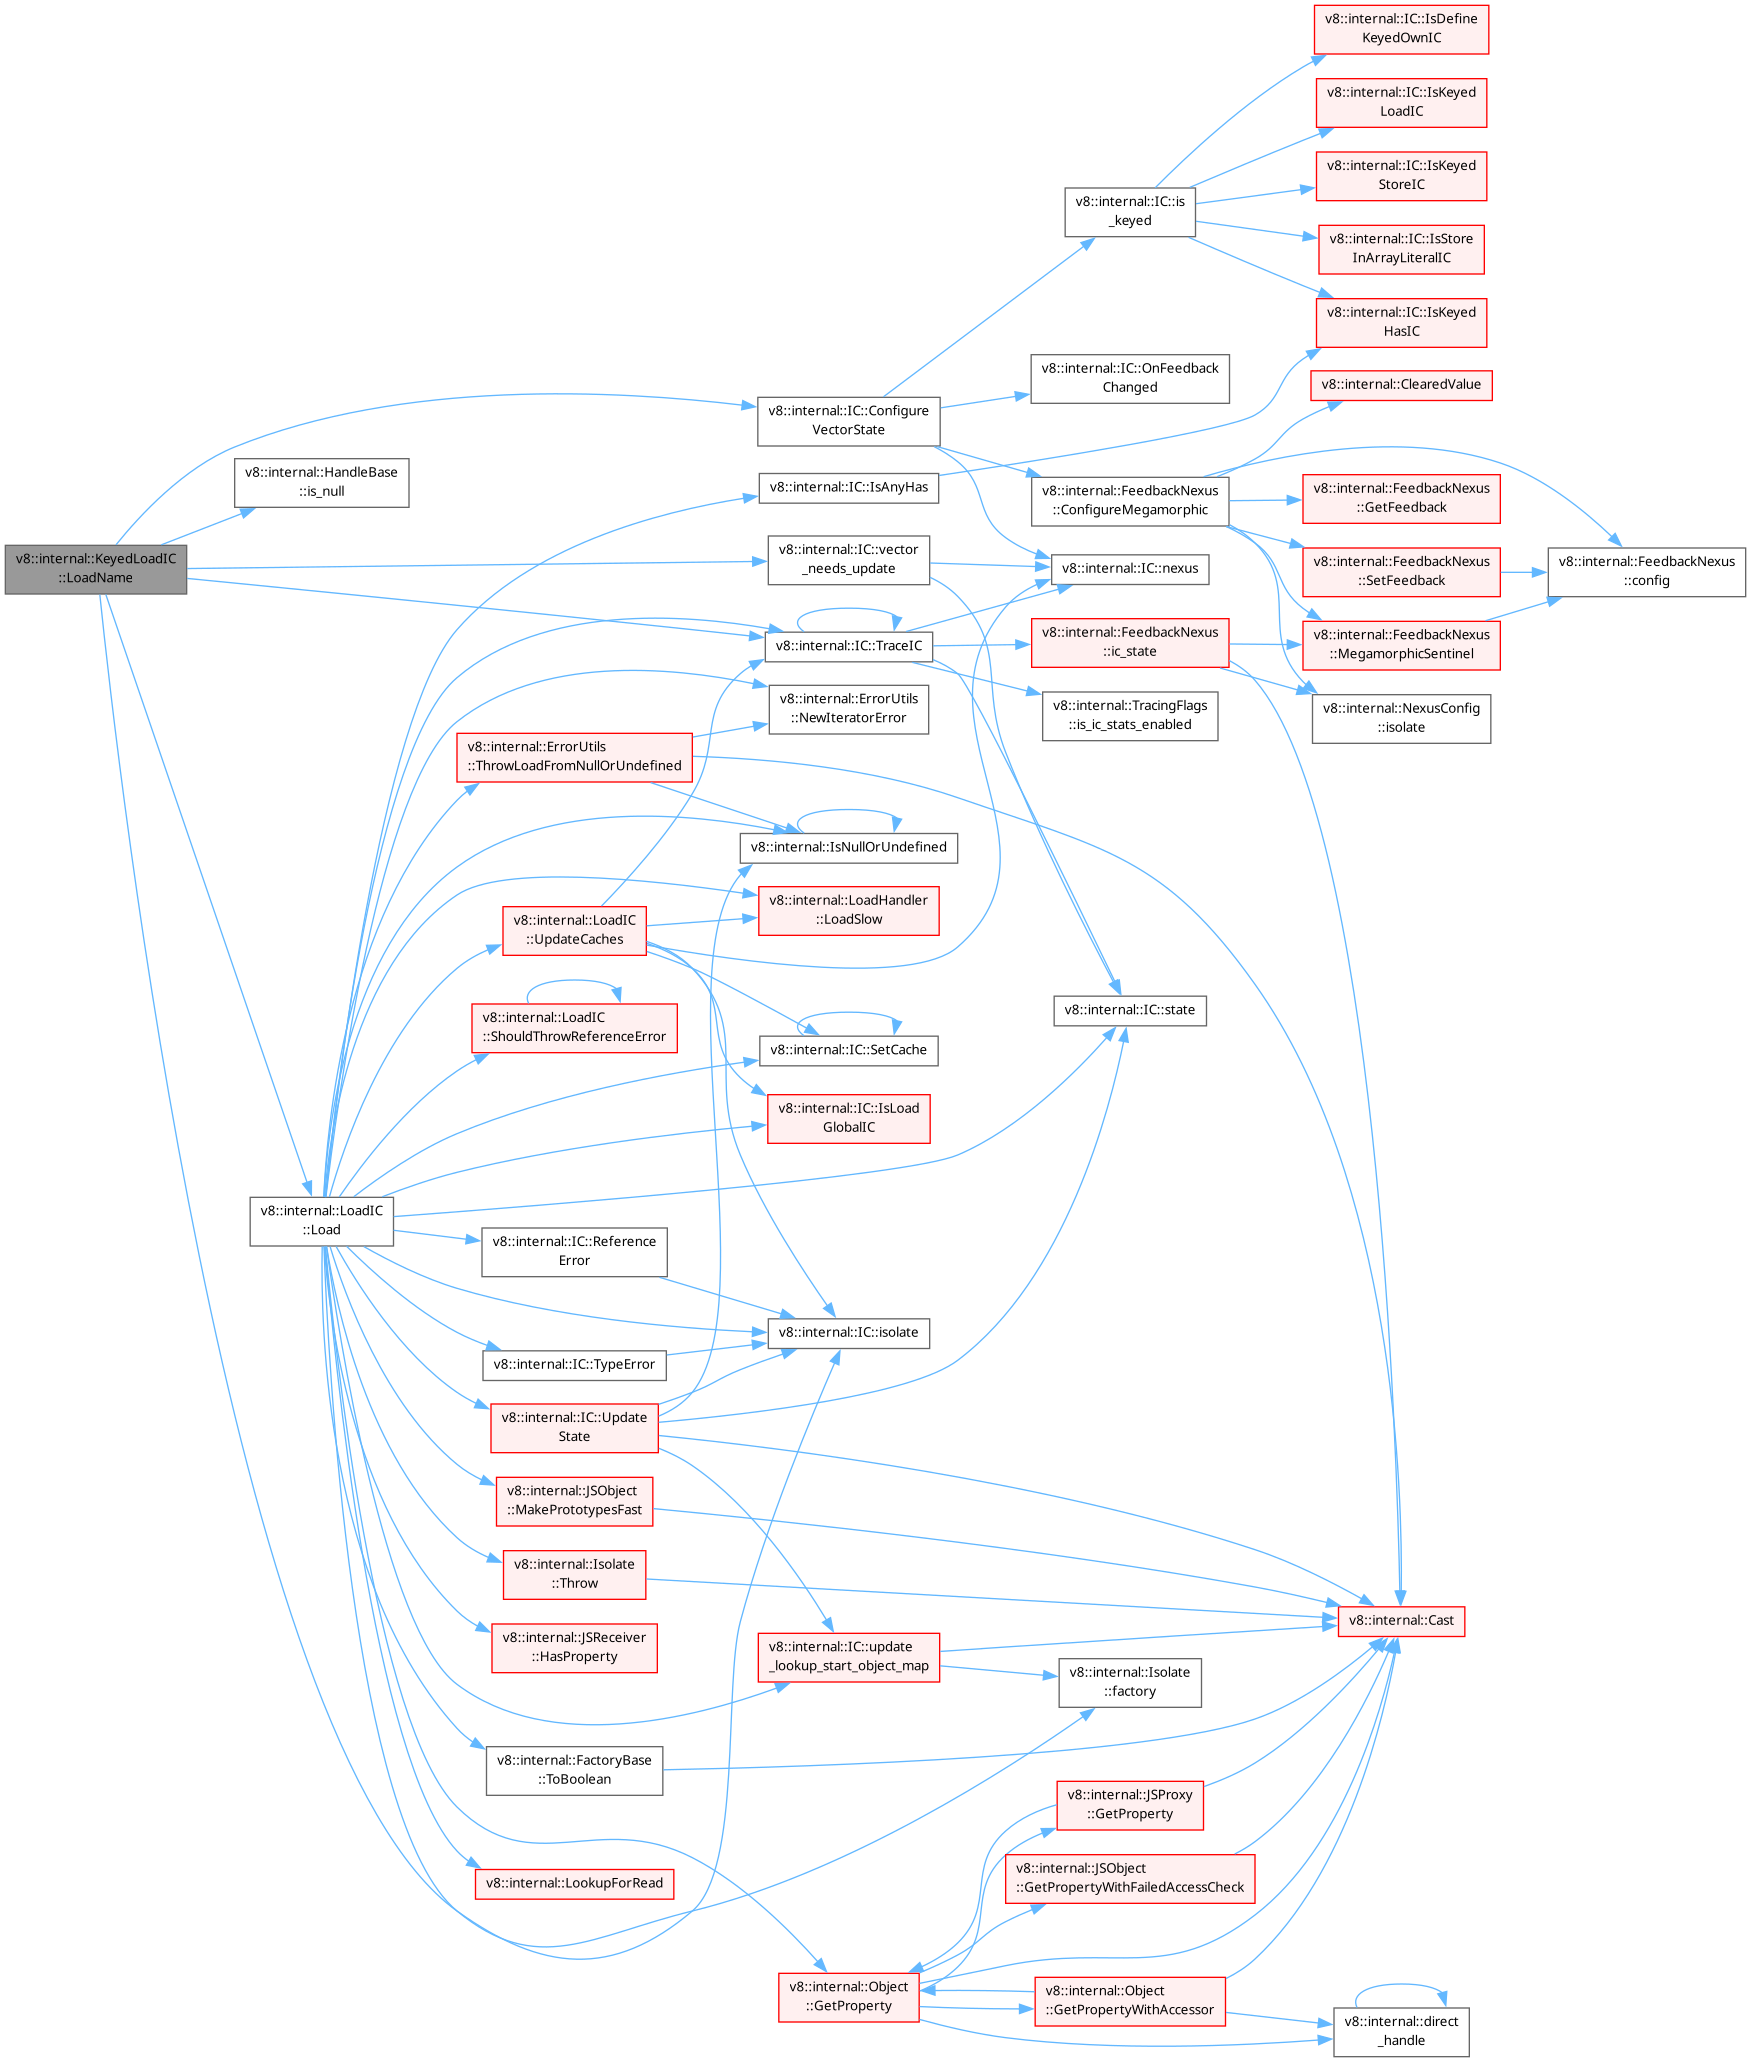 v8::internal::KeyedLoadIC
::LoadName
v8::internal::HandleBase
::is_null
v8::internal::LoadIC
::Load
v8::internal::ErrorUtils
::ThrowLoadFromNullOrUndefined
v8::internal::LoadIC
::UpdateCaches
v8::internal::LoadIC
::ShouldThrowReferenceError
v8::internal::IC::Reference
Error
v8::internal::IC::TypeError
v8::internal::IC::Update
State
v8::internal::JSObject
::MakePrototypesFast
v8::internal::Isolate
::Throw
v8::internal::JSReceiver
::HasProperty
v8::internal::FactoryBase
::ToBoolean
v8::internal::LookupForRead
v8::internal::IC::Configure
VectorState
v8::internal::IC::IsAnyHas
v8::internal::IC::vector
_needs_update
v8::internal::IC::TraceIC
v8::internal::ErrorUtils
::NewIteratorError
v8::internal::IsNullOrUndefined
v8::internal::LoadHandler
::LoadSlow
v8::internal::IC::SetCache
v8::internal::IC::IsLoad
GlobalIC
v8::internal::IC::isolate
v8::internal::IC::update
_lookup_start_object_map
v8::internal::Object
::GetProperty
v8::internal::IC::is
_keyed
v8::internal::IC::OnFeedback
Changed
v8::internal::FeedbackNexus
::ConfigureMegamorphic
v8::internal::IC::nexus
v8::internal::FeedbackNexus
::ic_state
v8::internal::TracingFlags
::is_ic_stats_enabled
v8::internal::IC::state
v8::internal::Isolate
::factory
v8::internal::JSProxy
::GetProperty
v8::internal::JSObject
::GetPropertyWithFailedAccessCheck
v8::internal::Object
::GetPropertyWithAccessor
v8::internal::IC::IsDefine
KeyedOwnIC
v8::internal::IC::IsKeyed
LoadIC
v8::internal::IC::IsKeyed
StoreIC
v8::internal::IC::IsStore
InArrayLiteralIC
v8::internal::IC::IsKeyed
HasIC
v8::internal::ClearedValue
v8::internal::FeedbackNexus
::GetFeedback
v8::internal::FeedbackNexus
::SetFeedback
v8::internal::FeedbackNexus
::MegamorphicSentinel
v8::internal::NexusConfig
::isolate
v8::internal::Cast
v8::internal::direct
_handle
v8::internal::FeedbackNexus
::config